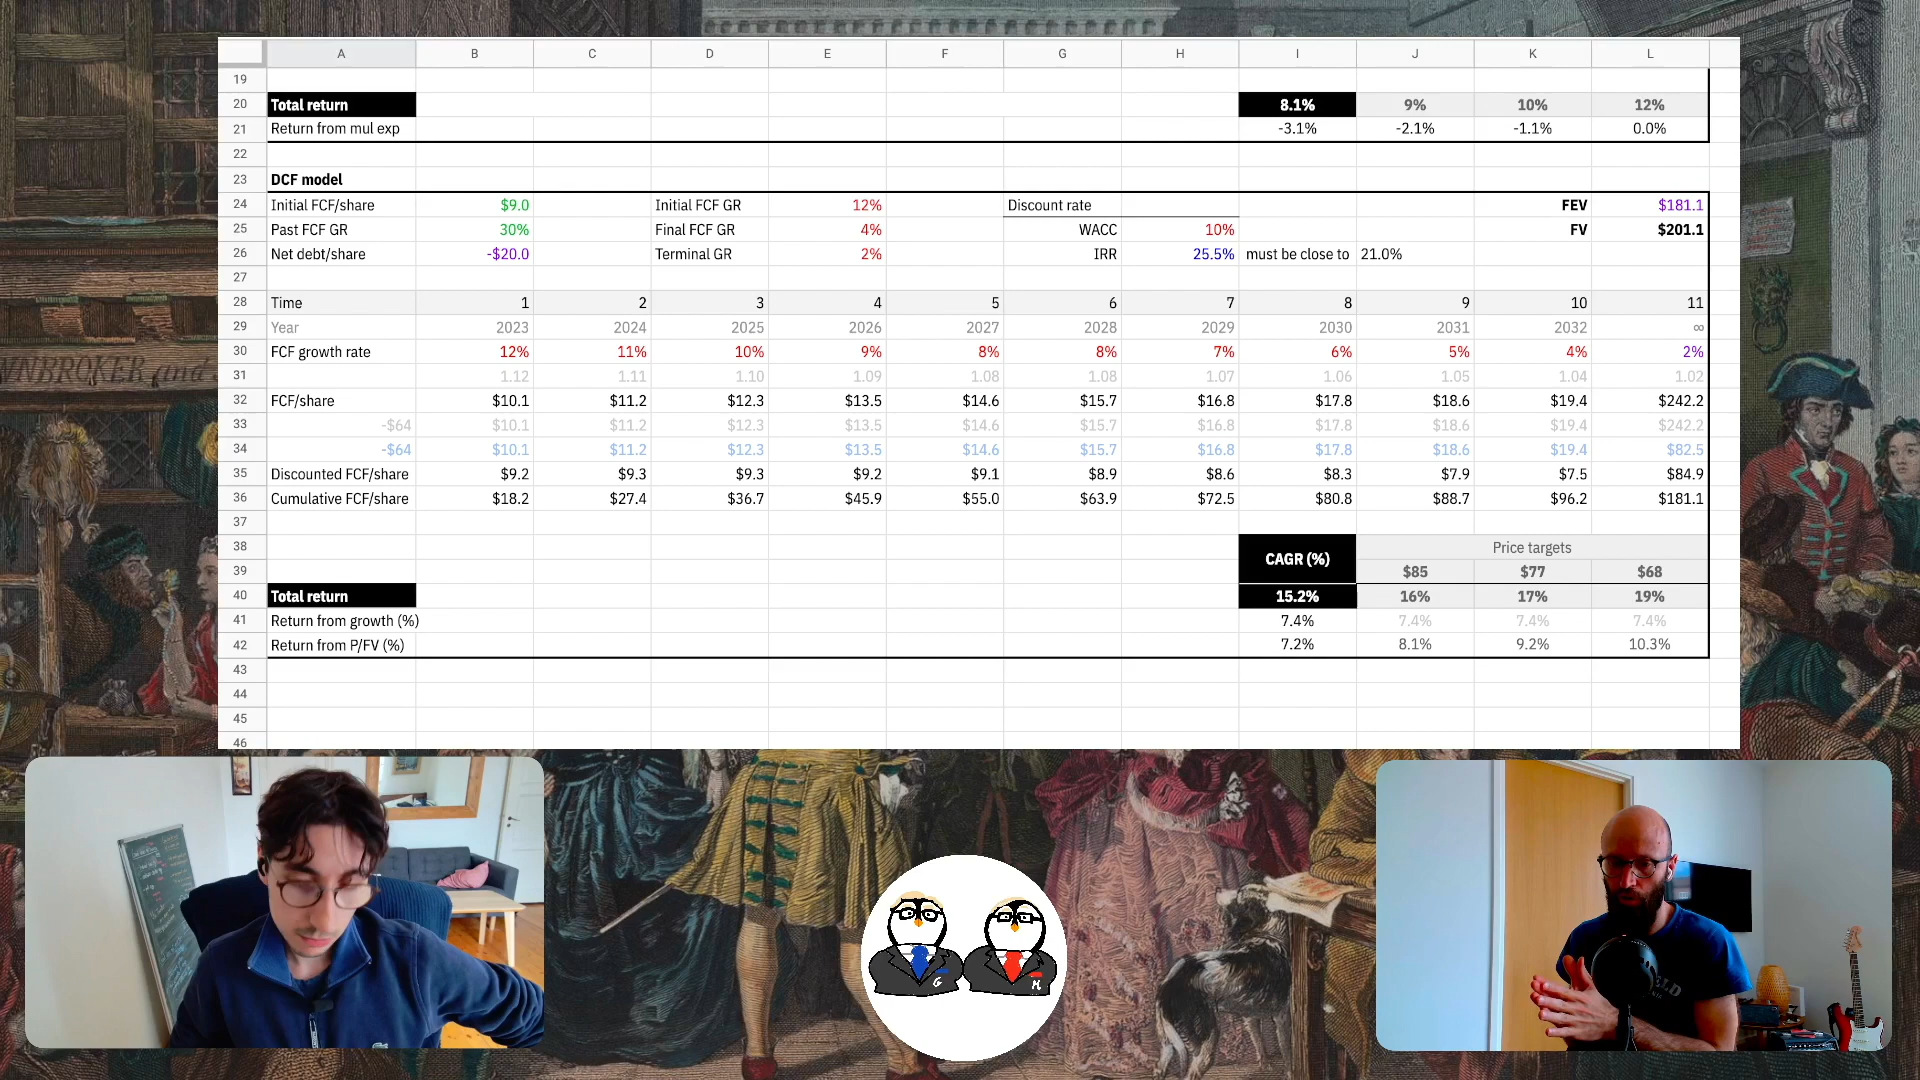 A B C D E F G H I J K L
19
20 Total return 8.1% 9% 10% 12%
21 Return from mul exp -3.1% -2.1% -1.1% 0.0%
22
23 DCF model
24 Initial FCF/share $9.0 Initial FCF GR 12% Discount rate FEV $181.1
25 Past FCF GR 30% Final FCF GR 4% WACC 10% FV $201.1
26 Net debt/share -$20.0 Terminal GR 2% IRR 25.5% must be close to 21.0%
27
28 Time 1 2 3 4 5 6 7 8 9 10 11
29 Year 2023 2024 2025 2026 2027 2028 2029 2030 2031 2032 ∞
30 FCF growth rate 12% 11% 10% 9% 8% 8% 7% 6% 5% 4% 2%
31 1.12 1.11 1.10 1.09 1.08 1.08 1.07 1.06 1.05 1.04 1.02
32 FCF/share $10.1 $11.2 $12.3 $13.5 $14.6 $15.7 $16.8 $17.8 $18.6 $19.4 $242.2
33 -$64 $10.1 $11.2 $12.3 $13.5 $14.6 $15.7 $16.8 $17.8 $18.6 $19.4 $242.2
34 -$64 $10.1 $11.2 $12.3 $13.5 $14.6 $15.7 $16.8 $17.8 $18.6 $19.4 $82.5
35 Discounted FCF/share $9.2 $9.3 $9.3 $9.2 $9.1 $8.9 $8.6 $8.3 $7.9 $7.5 $84.9
36 Cumulative FCF/share $18.2 $27.4 $36.7 $45.9 $55.0 $63.9 $72.5 $80.8 $88.7 $96.2 $181.1
37
38 CAGR (%) Price targets
39 $85 $77 $68
40 Total return 15.2% 16% 17% 19%
41 Return from growth (%) 7.4% 7.4% 7.4% 7.4%
42 Return from P/FV (%) 7.2% 8.1% 9.2% 10.3%
43
44
45
46
NBROKER and
G M